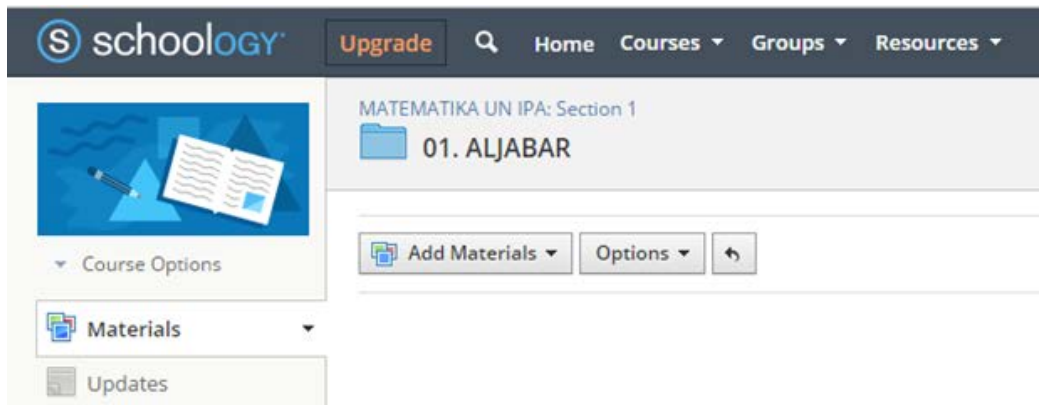 S schoology
Upgrade Home Courses Groups Resources
MATEMATIKA UN IPA: Section 1
01. ALJABAR
Course Options
Add Materials Options
Materials
Updates